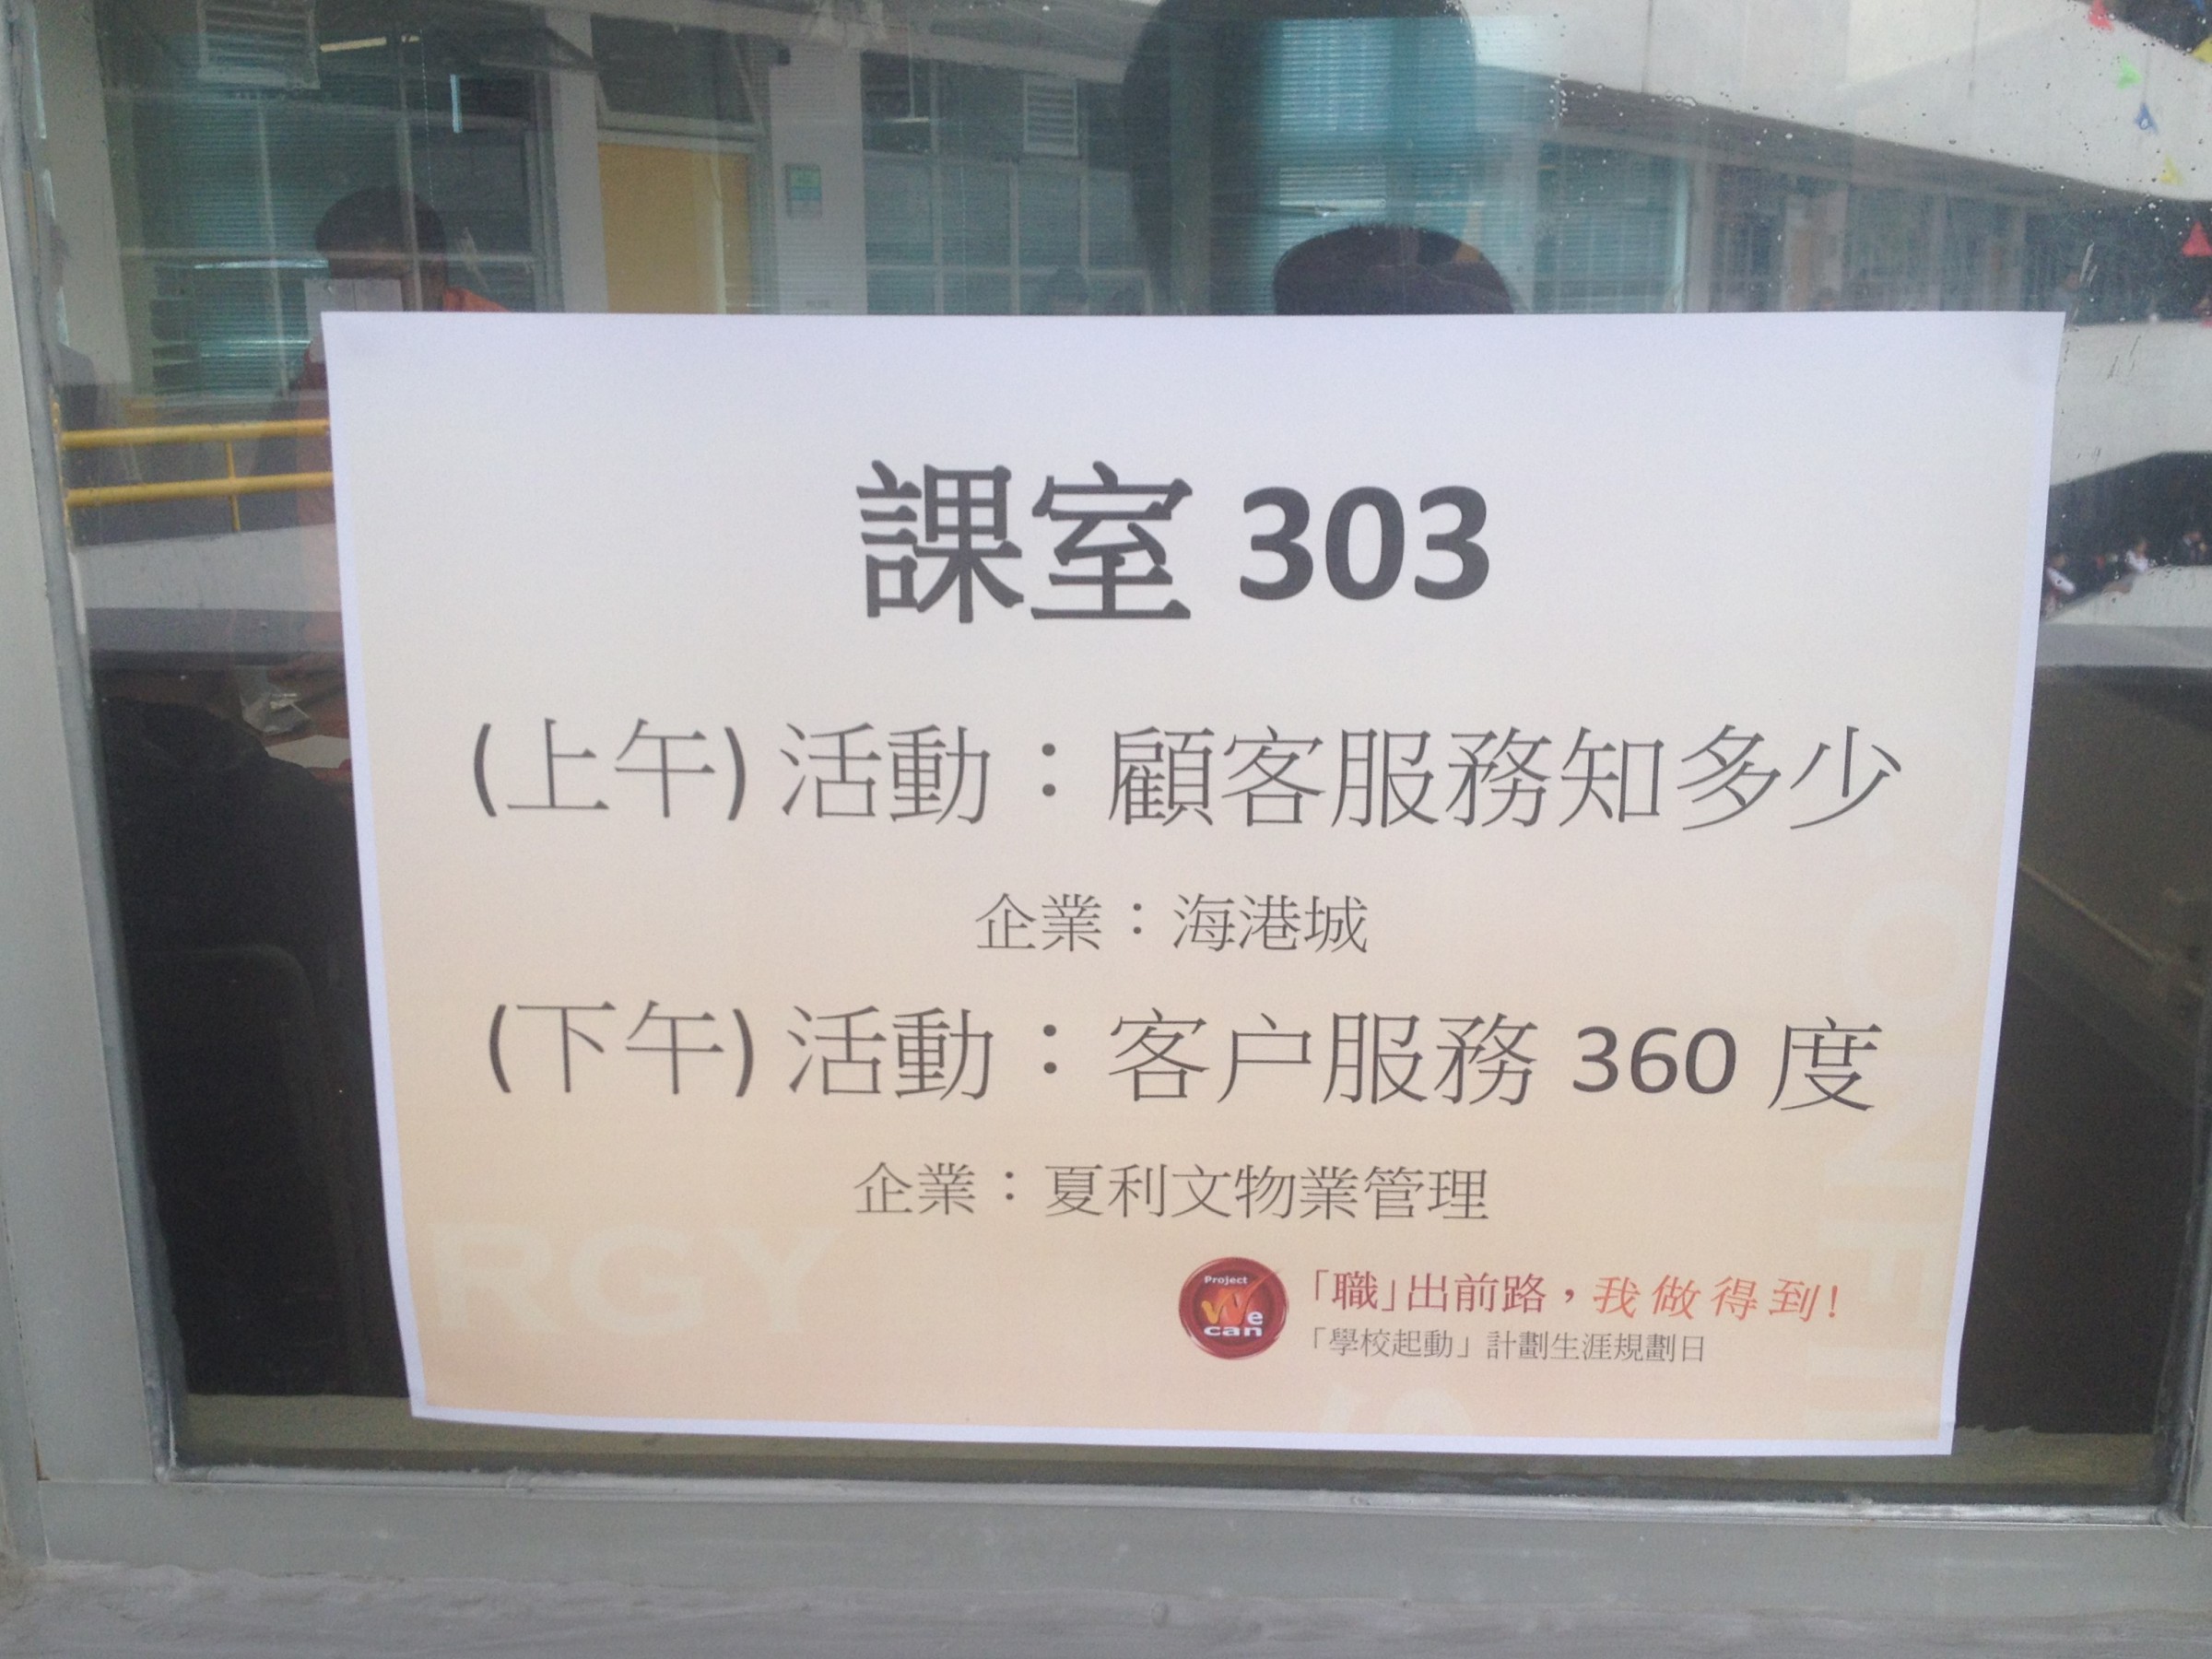 課室 303
(上午) 活動：顧客服務知多少
企業：海港城
(下午) 活動：客户服務 360 度
企業：夏利文物業管理
RGY
Project
We
can
「職」出前路，我做得到!
「學校起動」計劃生涯規劃日